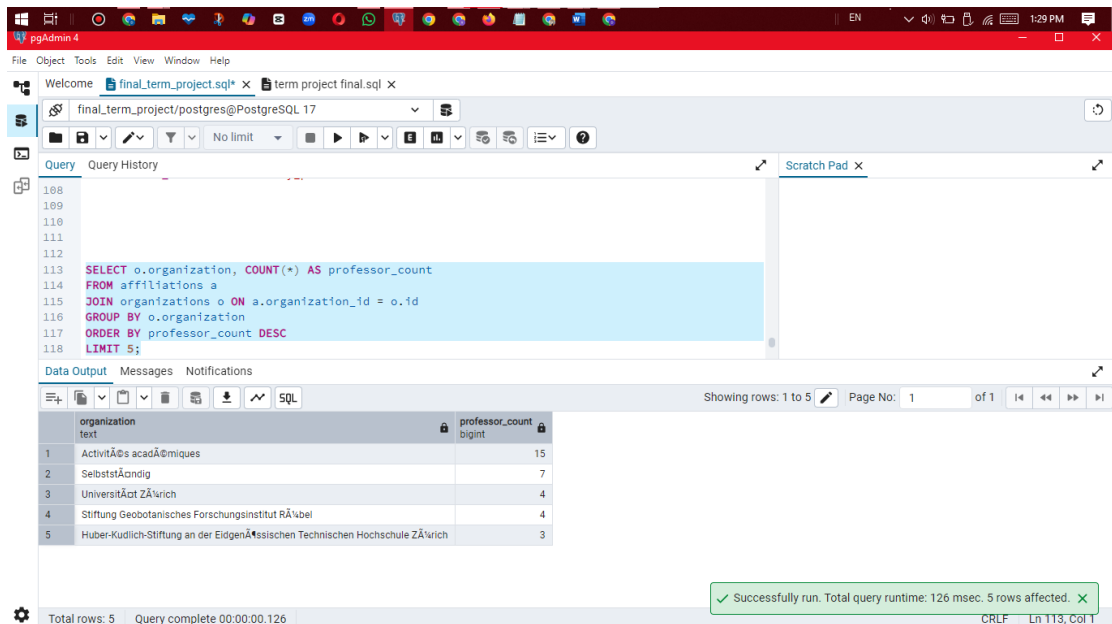 EN
1:29 PM
pgAdmin 4
File Object Tools Edit View Window Help
Welcome final_term_project.sql* X term project final.sql X
final_term_project/postgres@PostgreSQL 17
No limit
Query Query History
Scratch Pad X
108
109
110
111
112
113 SELECT o.organization, COUNT(*) AS professor_count
114 FROM affiliations a
115 JOIN organizations o ON a.organization_id = o.id
116 GROUP BY o.organization
117 ORDER BY professor_count DESC
118 LIMIT 5;
Data Output Messages Notifications
SQL
Showing rows: 1 to 5 Page No: 1 of 1
organization professor_count
text bigint
1 ActivitÃ©s acadÃ©miques 15
2 SelbststÃ¤ndig 7
3 UniversitÃ¤t ZÃ¼rich 4
4 Stiftung Geobotanisches Forschungsinstitut RÃ¼bel 4
5 Huber-Kudlich-Stiftung an der EidgenÃ¶ssischen Technischen Hochschule ZÃ¼rich 3
Successfully run. Total query runtime: 126 msec. 5 rows affected.
Total rows: 5 Query complete 00:00:00.126
CRLF Ln 113, Col 1